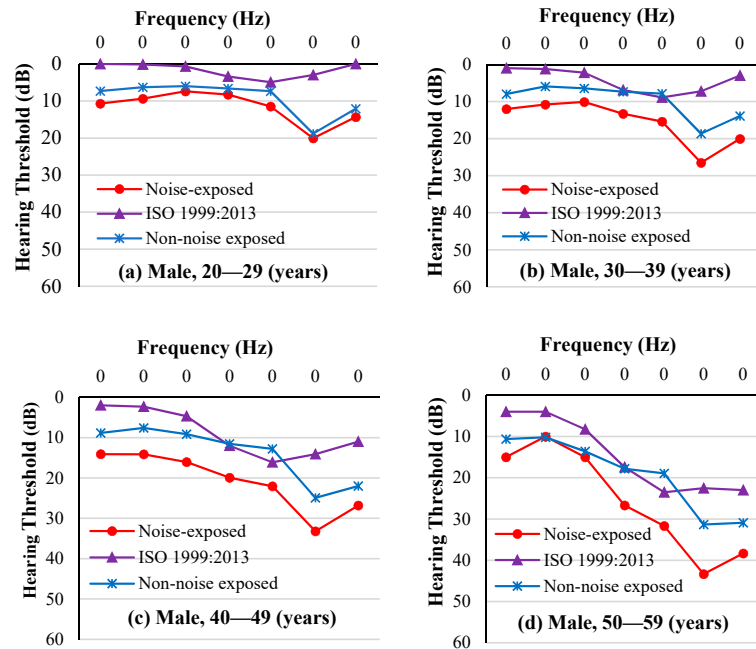 Frequency (Hz)
0 0 0 0 0 0 0
Hearing Threshold (dB)
0
10
20
30
40
50
60
Noise-exposed
ISO 1999:2013
Non-noise exposed
(a) Male, 20—29 (years)
Frequency (Hz)
0 0 0 0 0 0 0
Hearing Threshold (dB)
0
10
20
30
40
50
60
Noise-exposed
ISO 1999:2013
Non-noise exposed
(b) Male, 30—39 (years)
Frequency (Hz)
0 0 0 0 0 0 0
Hearing Threshold (dB)
0
10
20
30
40
50
60
Noise-exposed
ISO 1999:2013
Non-noise exposed
(c) Male, 40—49 (years)
Frequency (Hz)
0 0 0 0 0 0 0
Hearing Threshold (dB)
0
10
20
30
40
50
60
Noise-exposed
ISO 1999:2013
Non-noise exposed
(d) Male, 50—59 (years)